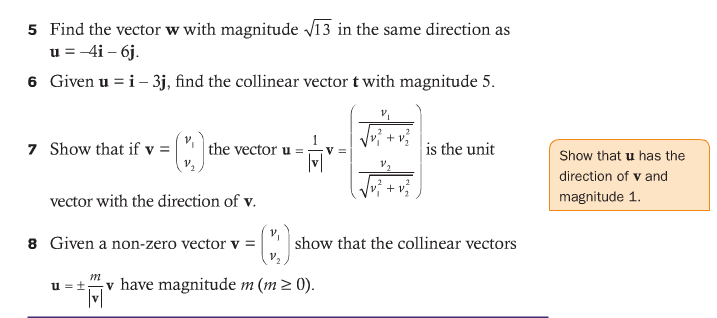 5 Find the vector w with magnitude √13 in the same direction as
u = –4i – 6j.
6 Given u = i – 3j, find the collinear vector t with magnitude 5.
7 Show that if v = (v₁ v₂) the vector u = 1/|v| v = (v₁/√(v₁² + v₂²) v₂/√(v₁² + v₂²)) is the unit
vector with the direction of v.
Show that u has the
direction of v and
magnitude 1.
8 Given a non-zero vector v = (v₁ v₂) show that the collinear vectors
u = ± m/|v| v have magnitude m (m ≥ 0).